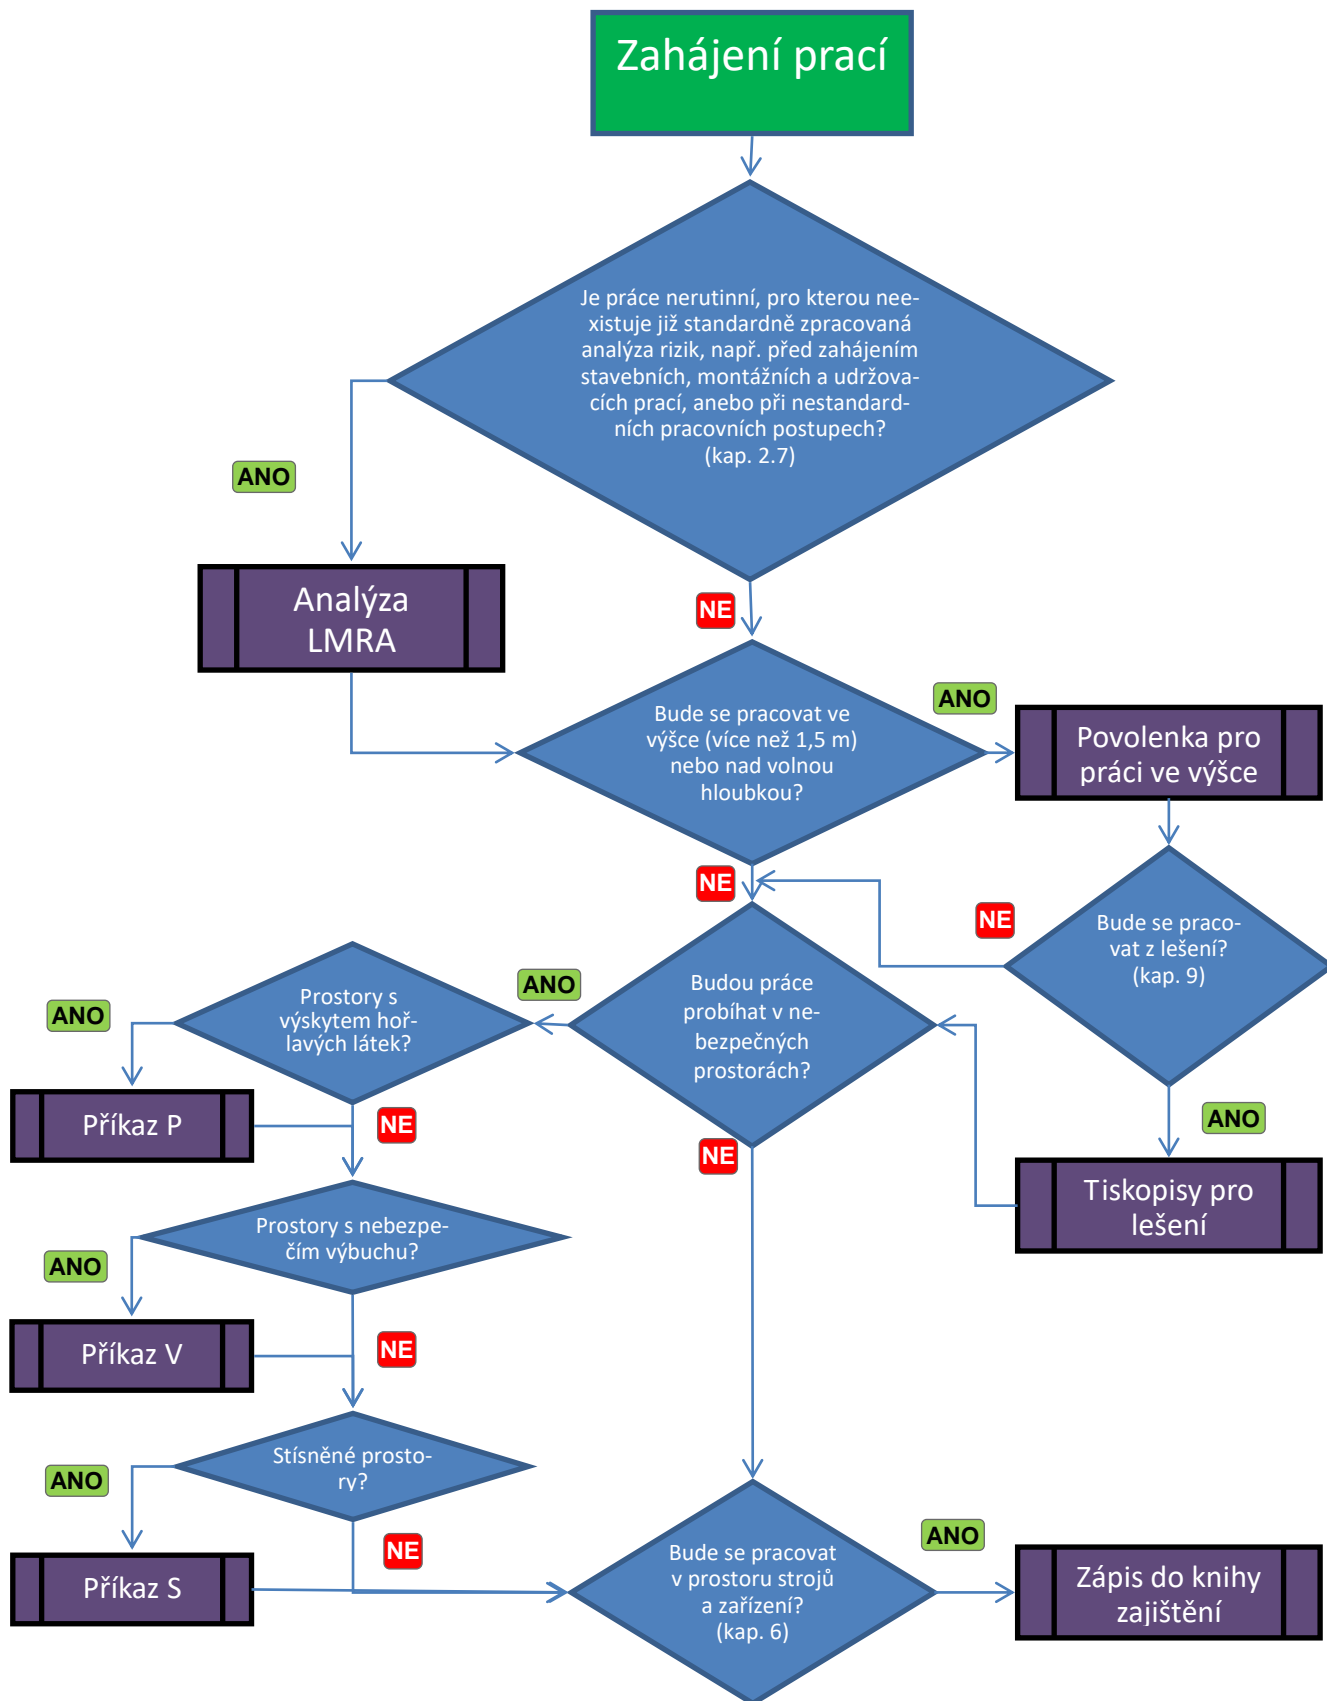 Zahájení prací
Je práce nerutinní, pro kterou nee-
xistuje již standardně zpracovaná
analýza rizik, např. před zahájením
stavebních, montážních a udržova-
cích prací, anebo při nestandard-
ních pracovních postupech?
(kap. 2.7)
ANO
Analýza
LMRA
NE
Bude se pracovat ve
výšce (více než 1,5 m)
nebo nad volnou
hloubkou?
ANO
Povolenka pro
práci ve výšce
NE
Bude se praco-
vat z lešení?
(kap. 9)
NE
ANO
Tiskopisy pro
lešení
Budou práce
probíhat v ne-
bezpečných
prostorách?
ANO
NE
Prostory s
výskytem hoř-
lavých látek?
ANO
Příkaz P
NE
Prostory s nebezpe-
čím výbuchu?
ANO
Příkaz V
NE
Stísněné prosto-
ry?
ANO
Příkaz S
NE
Bude se pracovat
v prostoru strojů
a zařízení?
(kap. 6)
ANO
Zápis do knihy
zajištění